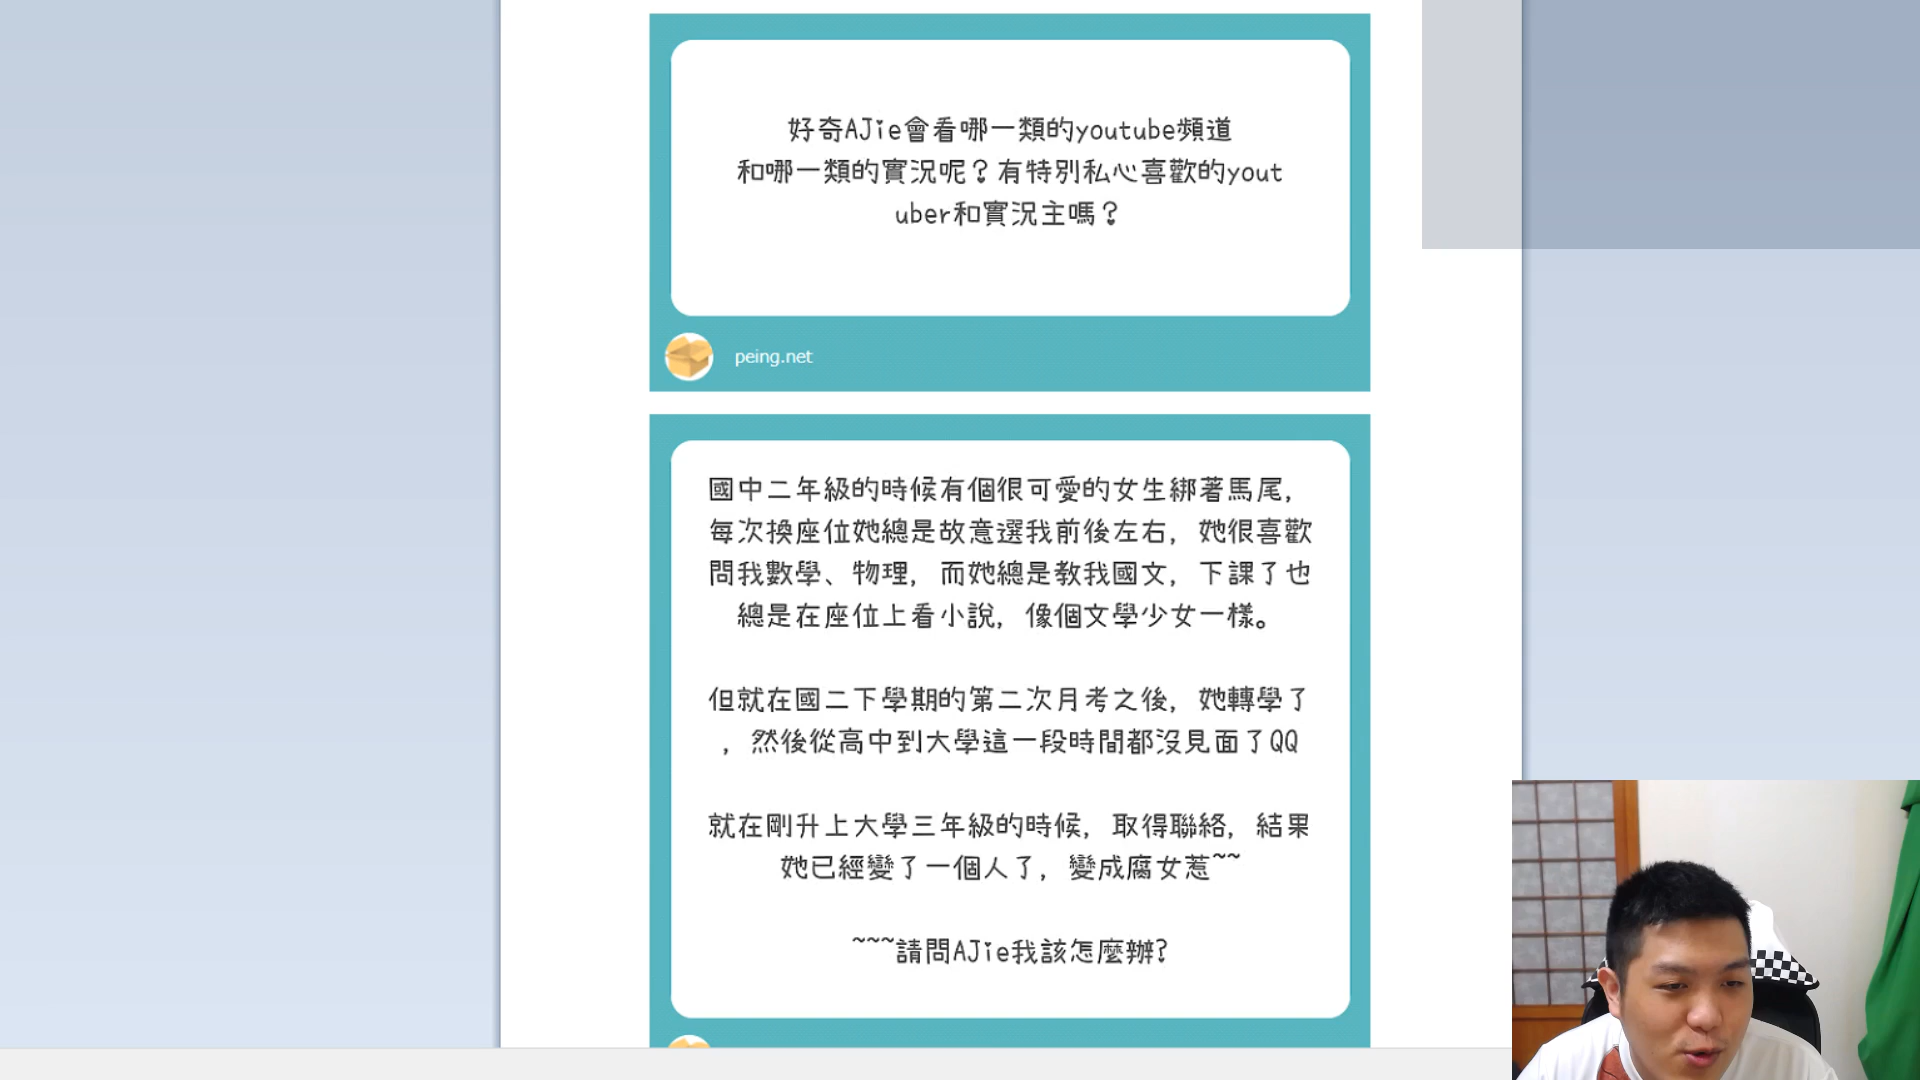 好奇AJie會看哪一類的youtube頻道
和哪一類的實況呢？有特別私心喜歡的yout
uber和實況主嗎？
peing.net
國中二年級的時候有個很可愛的女生綁著馬尾，
每次換座位她總是故意選我前後左右，她很喜歡
問我數學、物理，而她總是教我國文，下課了也
總是在座位上看小說，像個文學少女一樣。
但就在國二下學期的第二次月考之後，她轉學了
，然後從高中到大學這一段時間都沒見面了QQ
就在剛升上大學三年級的時候，取得聯絡，結果
她已經變了一個人了，變成腐女惹~~
~~~請問AJie我該怎麼辦?